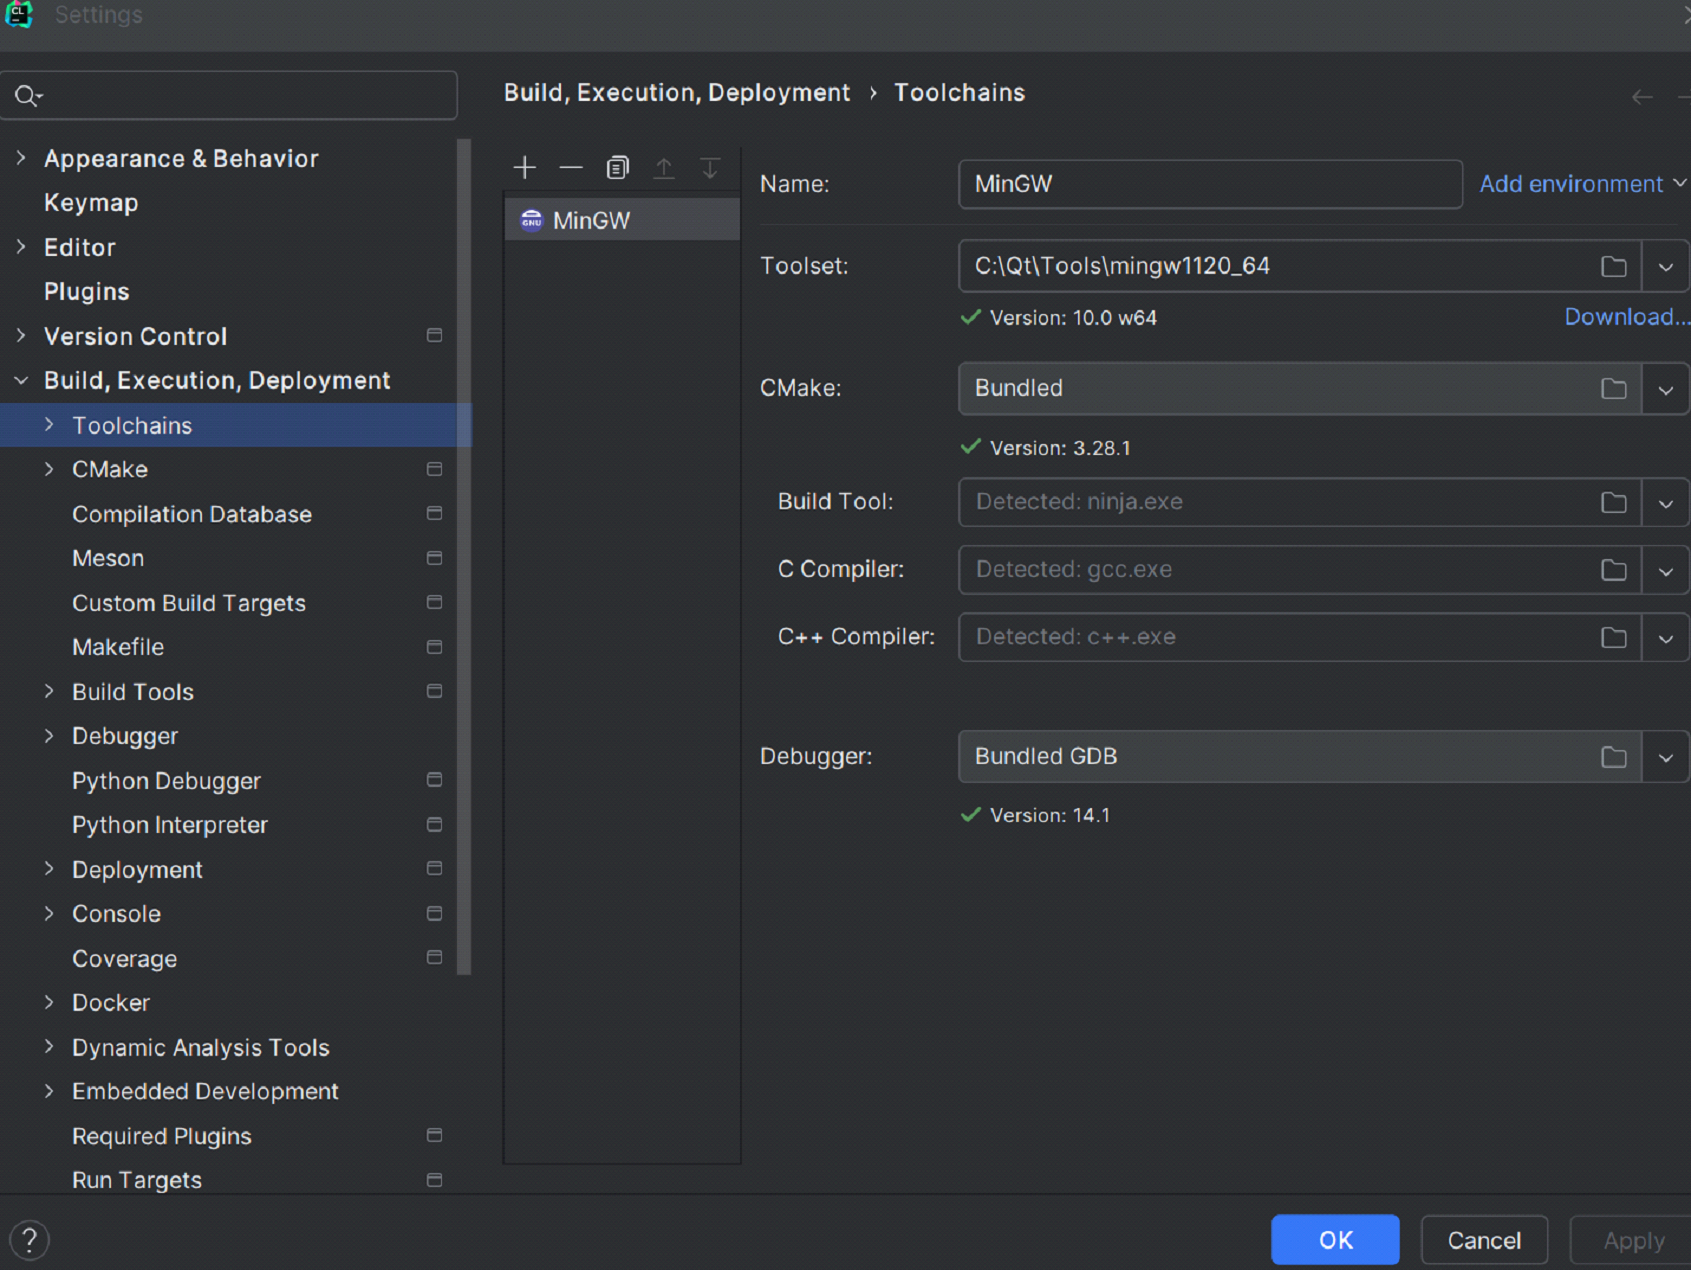 Settings
Build, Execution, Deployment › Toolchains
Appearance & Behavior
Keymap
Editor
Plugins
Version Control
Build, Execution, Deployment
Toolchains
CMake
Compilation Database
Meson
Custom Build Targets
Makefile
Build Tools
Debugger
Python Debugger
Python Interpreter
Deployment
Console
Coverage
Docker
Dynamic Analysis Tools
Embedded Development
Required Plugins
Run Targets
MinGW
Name: MinGW Add environment
Toolset: C:\Qt\Tools\mingw1120_64
Version: 10.0 w64 Download...
CMake: Bundled
Version: 3.28.1
Build Tool: Detected: ninja.exe
C Compiler: Detected: gcc.exe
C++ Compiler: Detected: c++.exe
Debugger: Bundled GDB
Version: 14.1
? OK Cancel Apply